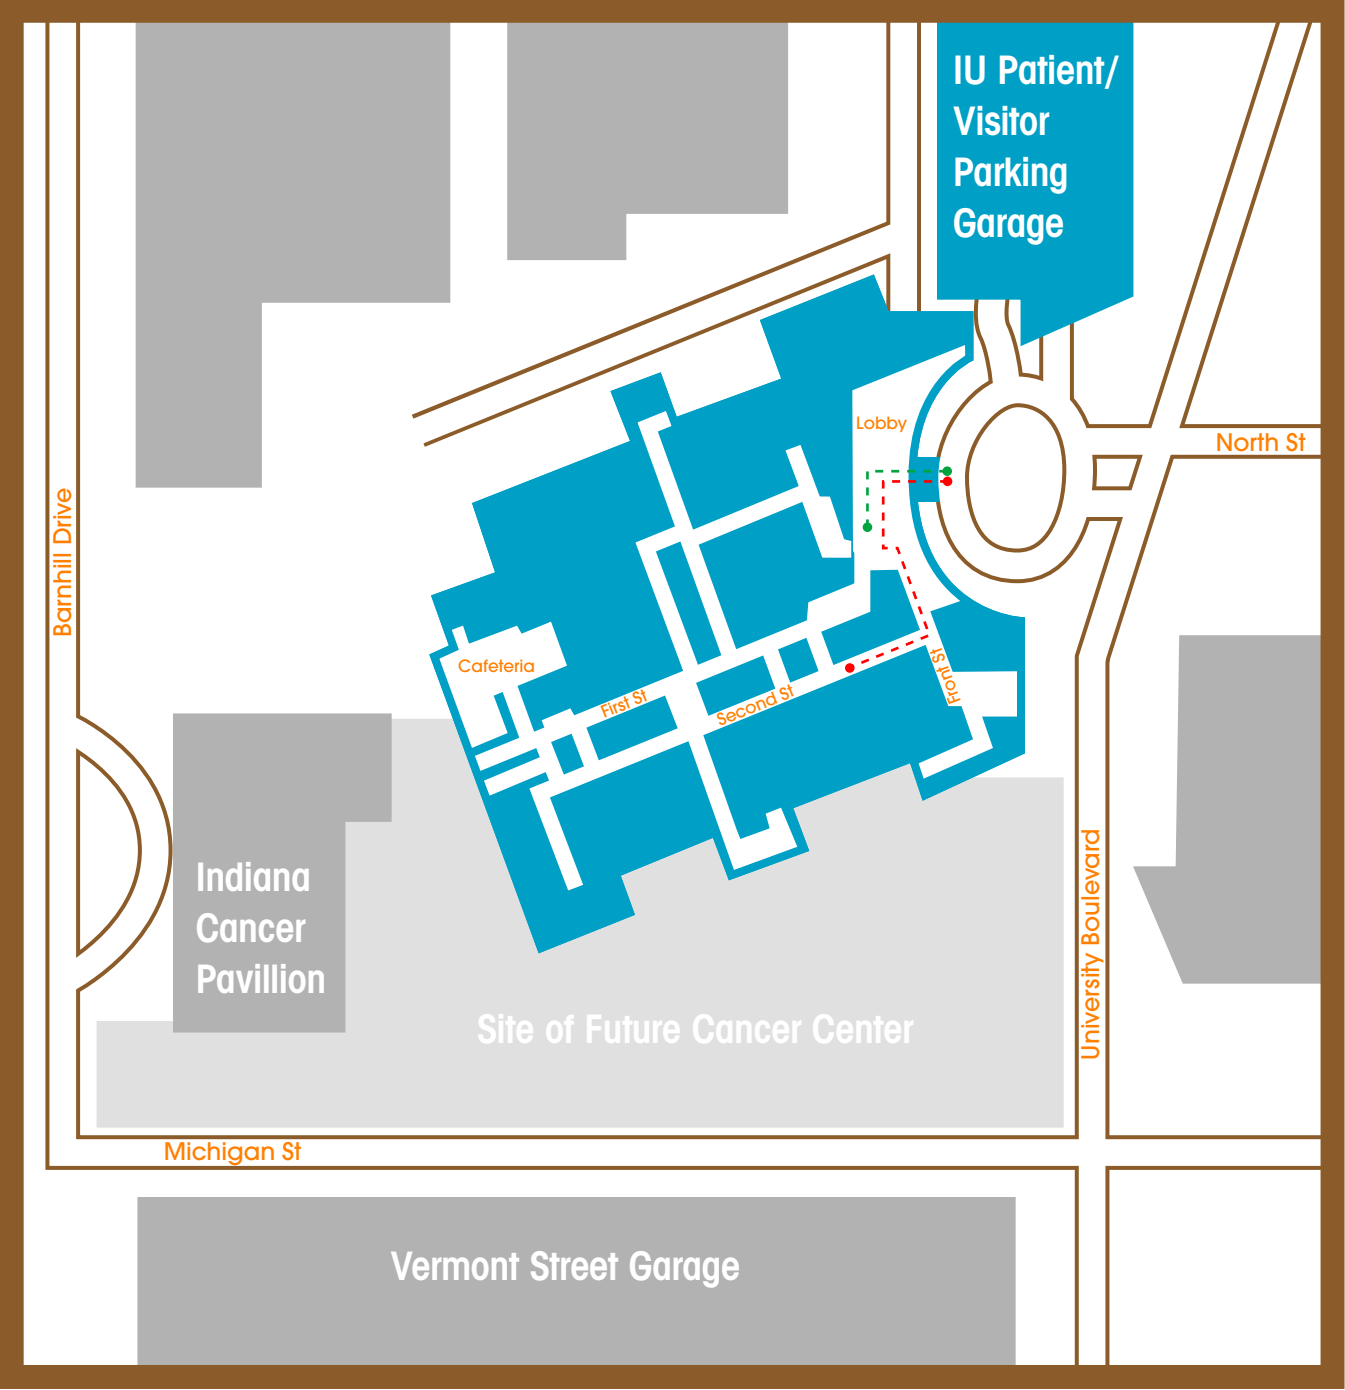 IU Patient/
Visitor
Parking
Garage
Lobby
North St
Barnhill Drive
Cafeteria
First St
Second St
Front St
Indiana
Cancer
Pavillion
University Boulevard
Site of Future Cancer Center
Michigan St
Vermont Street Garage